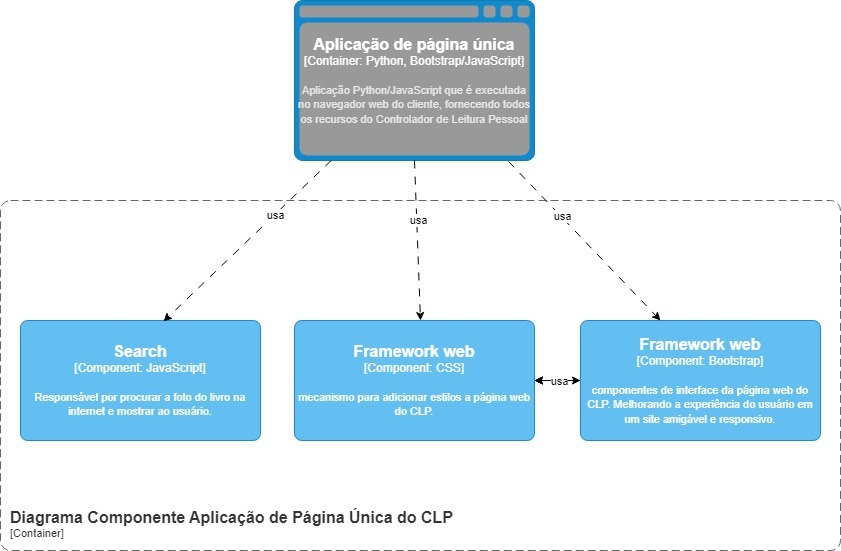 Aplicação de página única
[Container: Python, Bootstrap/JavaScript]
Aplicação Python/JavaScript que é executada
no navegador web do cliente, fornecendo todos
os recursos do Controlador de Leitura Pessoal
usa
usa
usa
Search
[Component: JavaScript]
Responsável por procurar a foto do livro na
internet e mostrar ao usuário.
Framework web
[Component: CSS]
mecanismo para adicionar estilos a página web
do CLP.
usa
Framework web
[Component: Bootstrap]
componentes de interface da página web do
CLP. Melhorando a experiência do usuário em
um site amigável e responsivo.
Diagrama Componente Aplicação de Página Única do CLP
[Container]